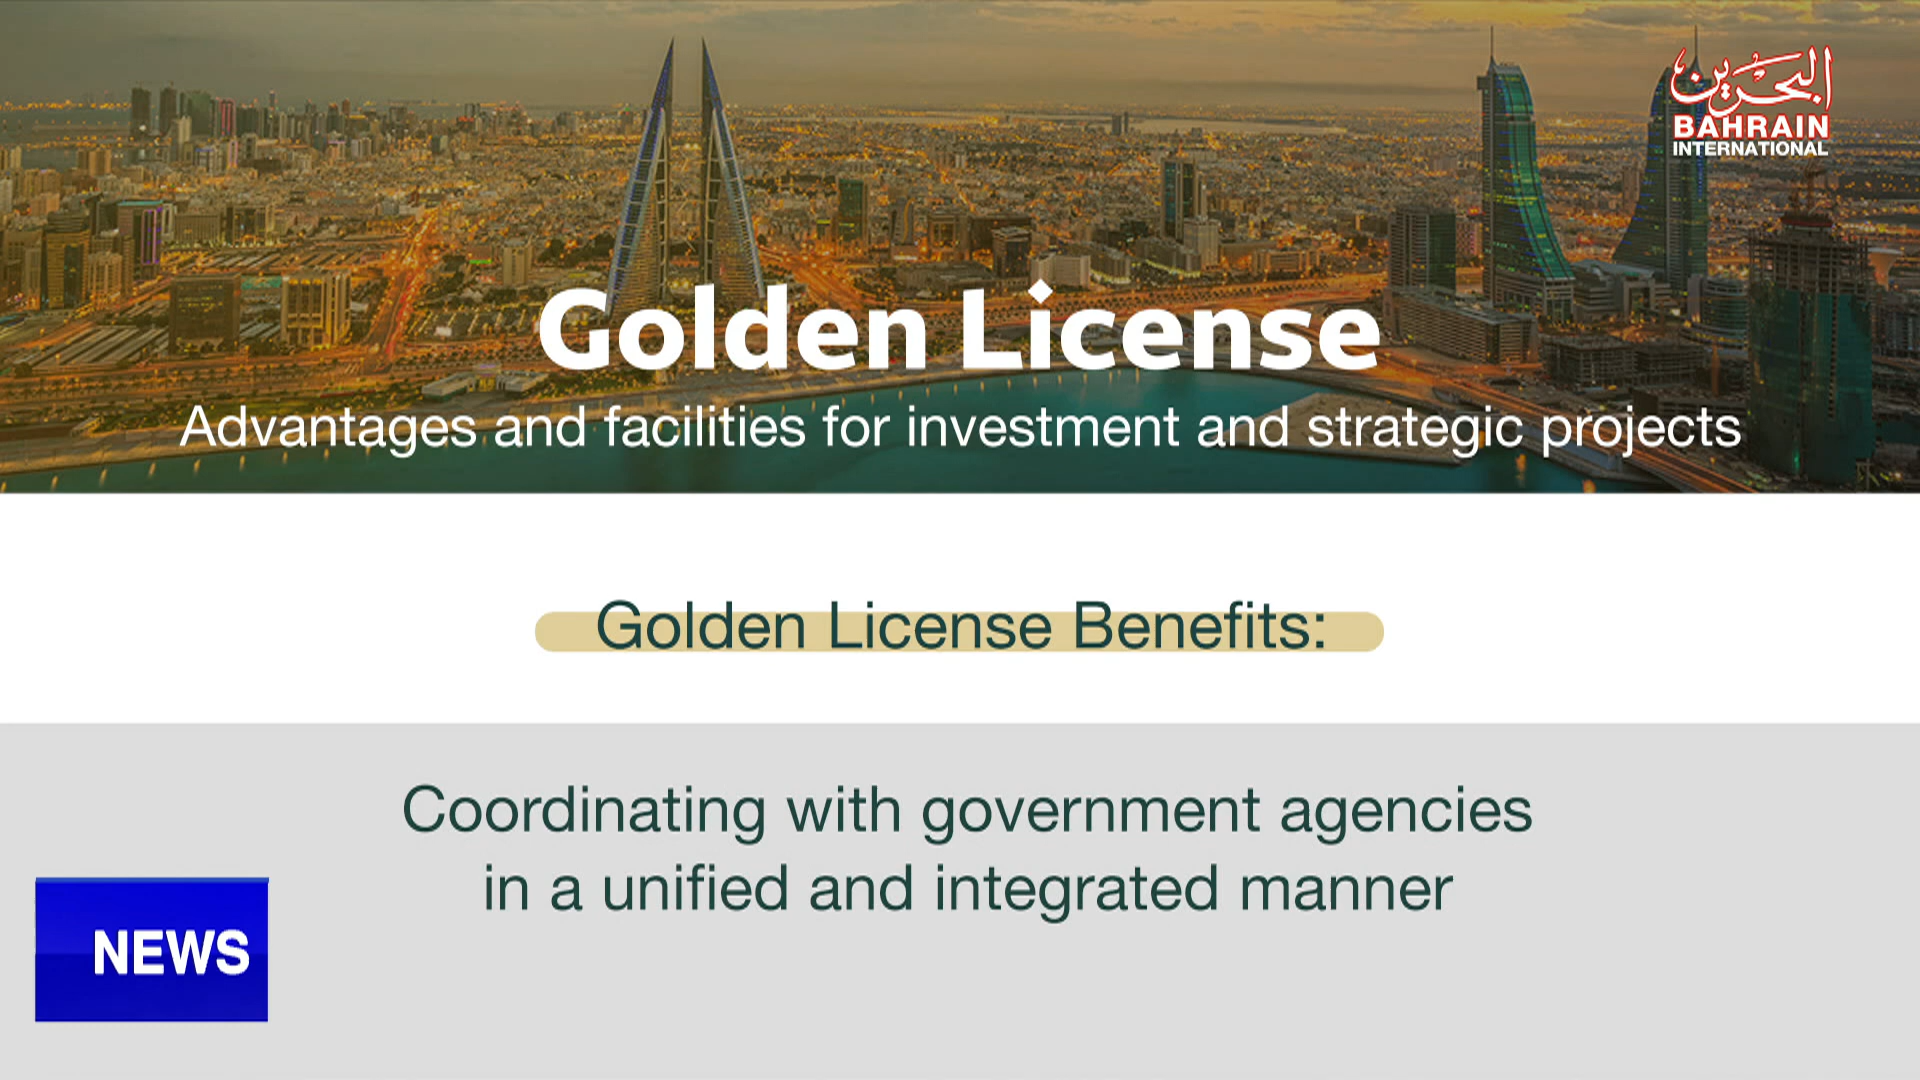 البحرين
BAHRAIN
INTERNATIONAL
Golden License
Advantages and facilities for investment and strategic projects
Golden License Benefits:
Coordinating with government agencies
in a unified and integrated manner
NEWS